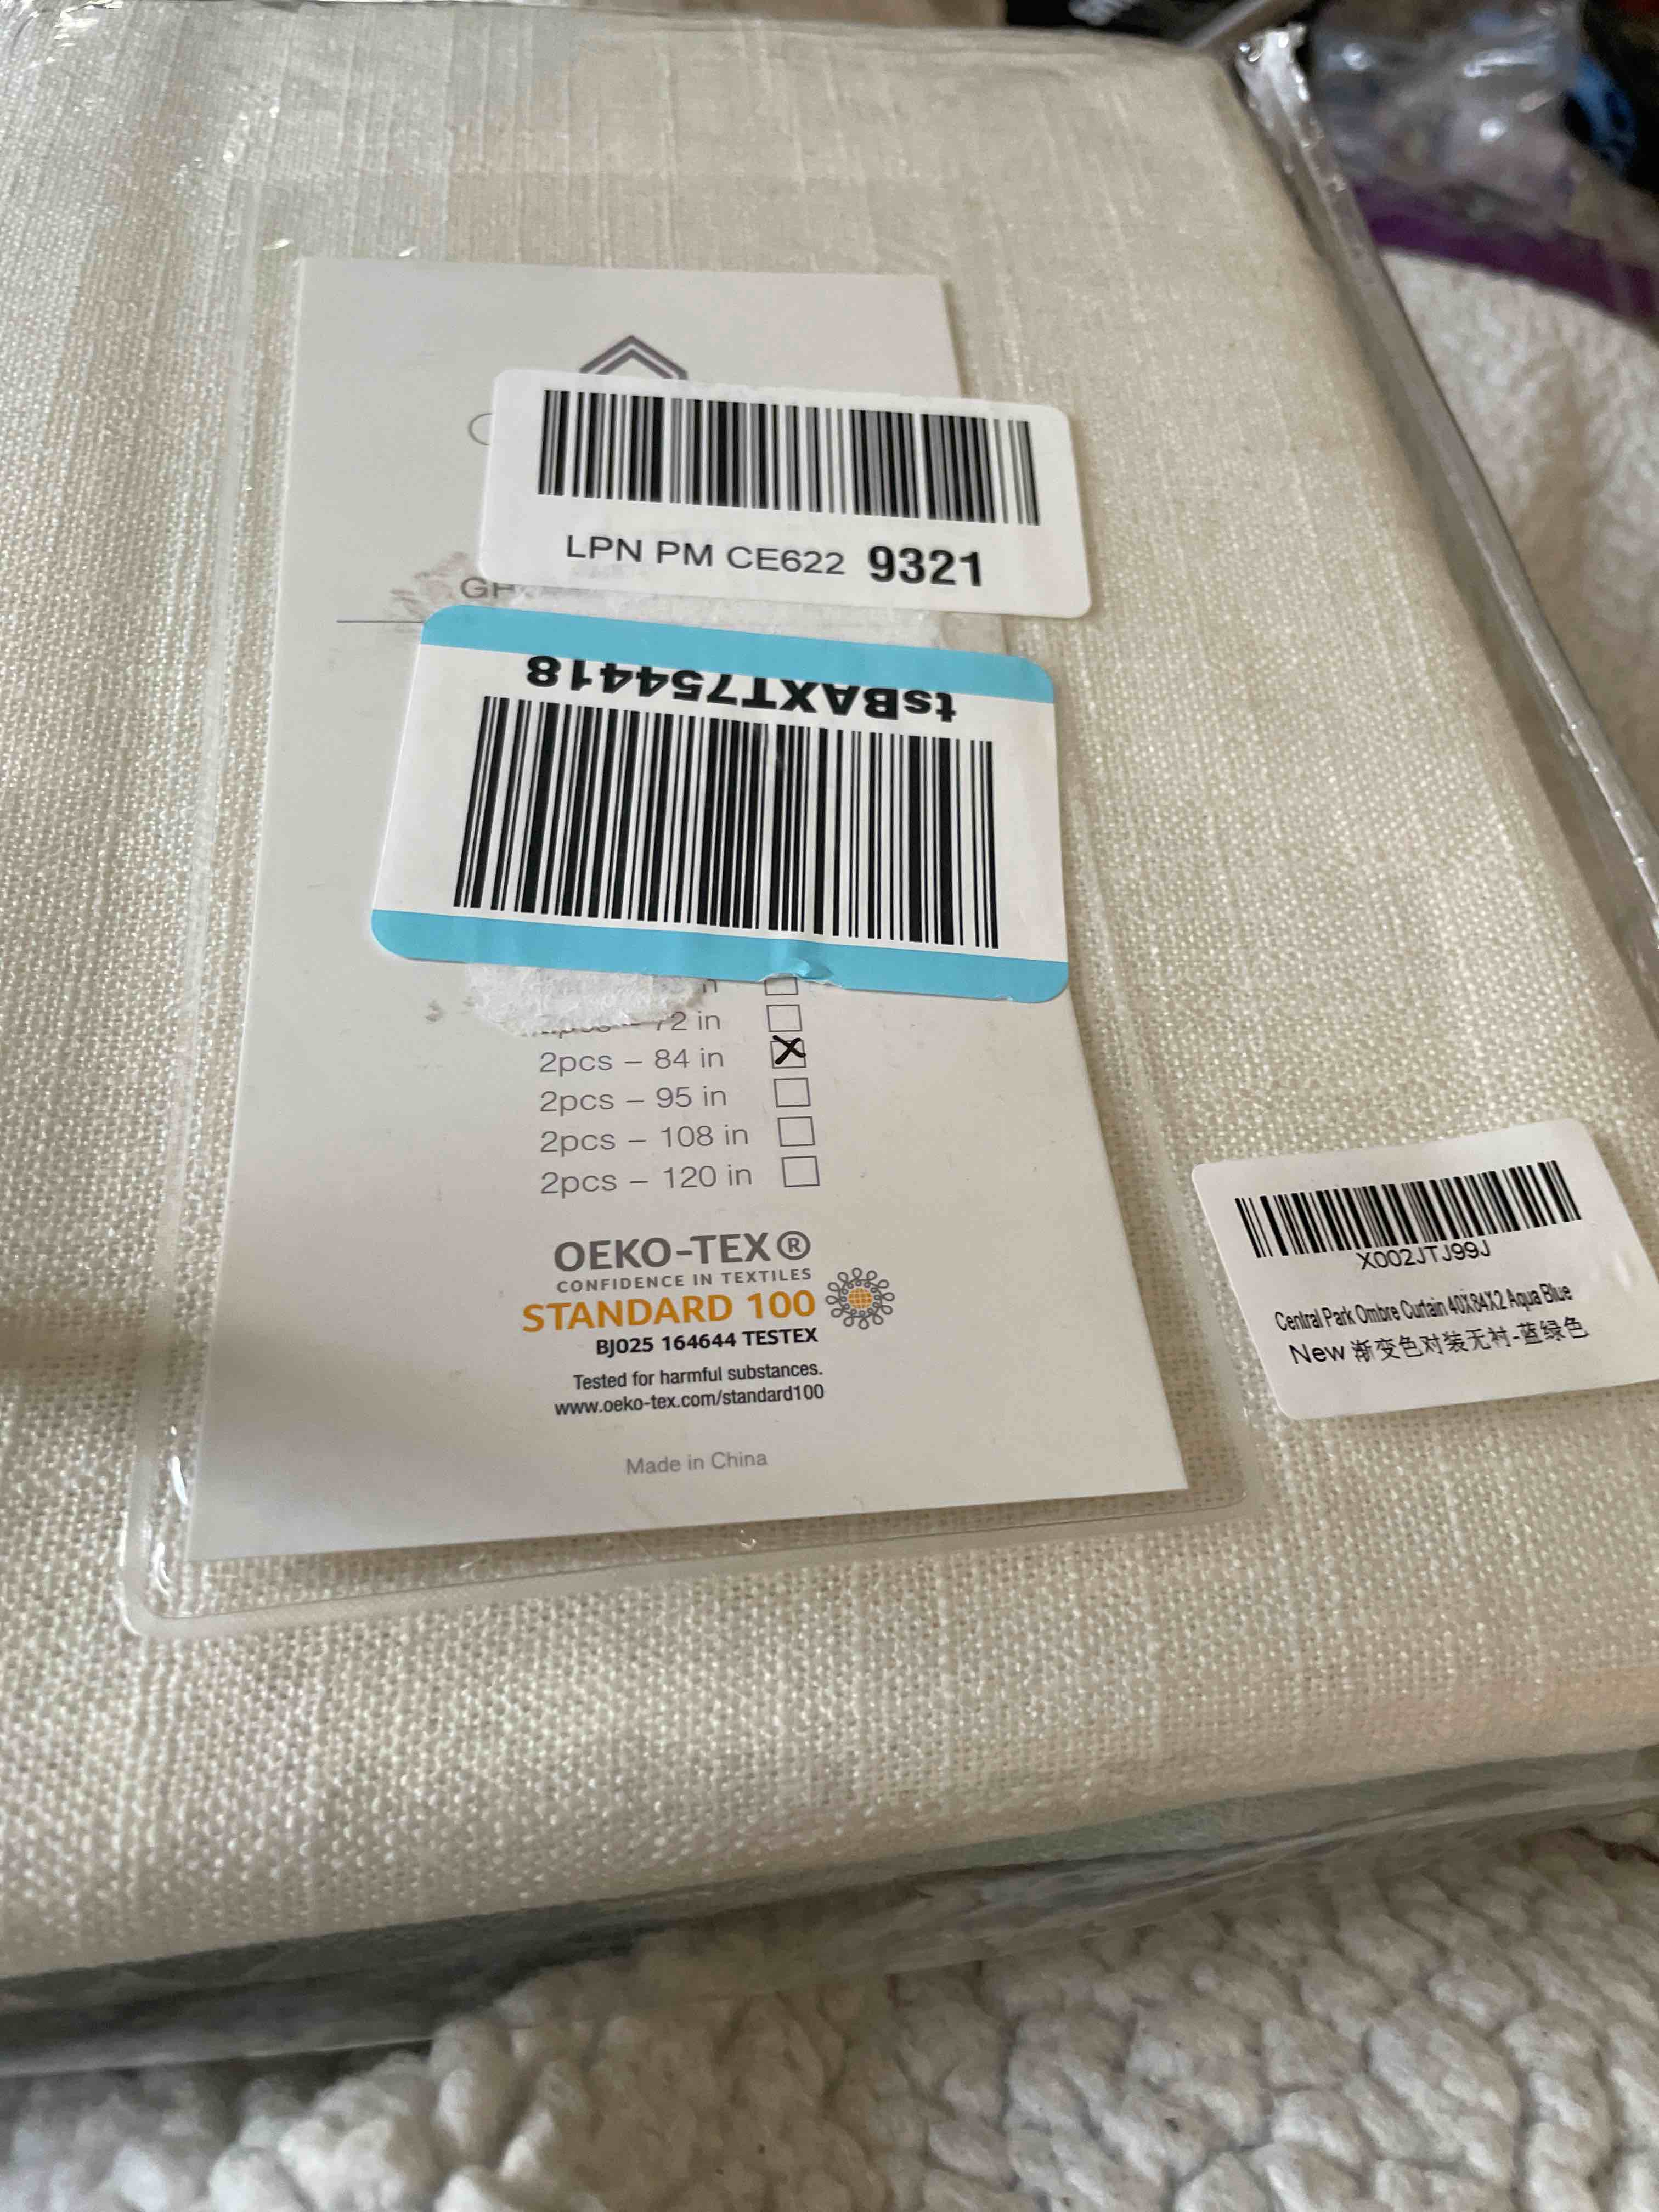 LPN PM CE622 9321
tsBAXT754418
72 in
2pcs – 84 in
2pcs – 95 in
2pcs – 108 in
2pcs – 120 in
OEKO-TEX®
CONFIDENCE IN TEXTILES
STANDARD 100
BJ025 164644 TESTEX
Tested for harmful substances.
www.oeko-tex.com/standard100
Made in China
X002JTJ99J
Central Park Ombre Curtain 40X84X2 Aqua Blue
New 渐变色对装无衬-蓝绿色